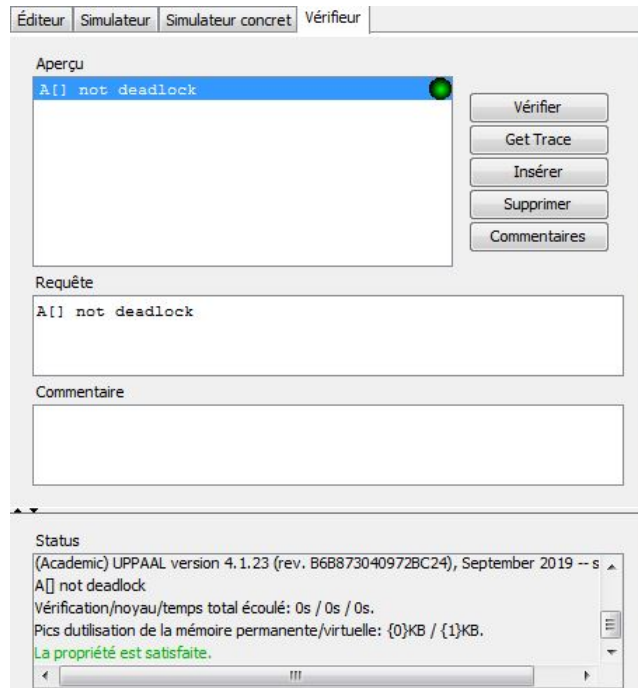 Éditeur Simulateur Simulateur concret Vérifieur
Aperçu
A[] not deadlock
Vérifier
Get Trace
Insérer
Supprimer
Commentaires
Requête
A[] not deadlock
Commentaire
Status
(Academic) UPPAAL version 4.1.23 (rev. B6B873040972BC24), September 2019 -- s
A[] not deadlock
Vérification/noyau/temps total écoulé: 0s / 0s / 0s.
Pics dutilisation de la mémoire permanente/virtuelle: {0}KB / {1}KB.
La propriété est satisfaite.